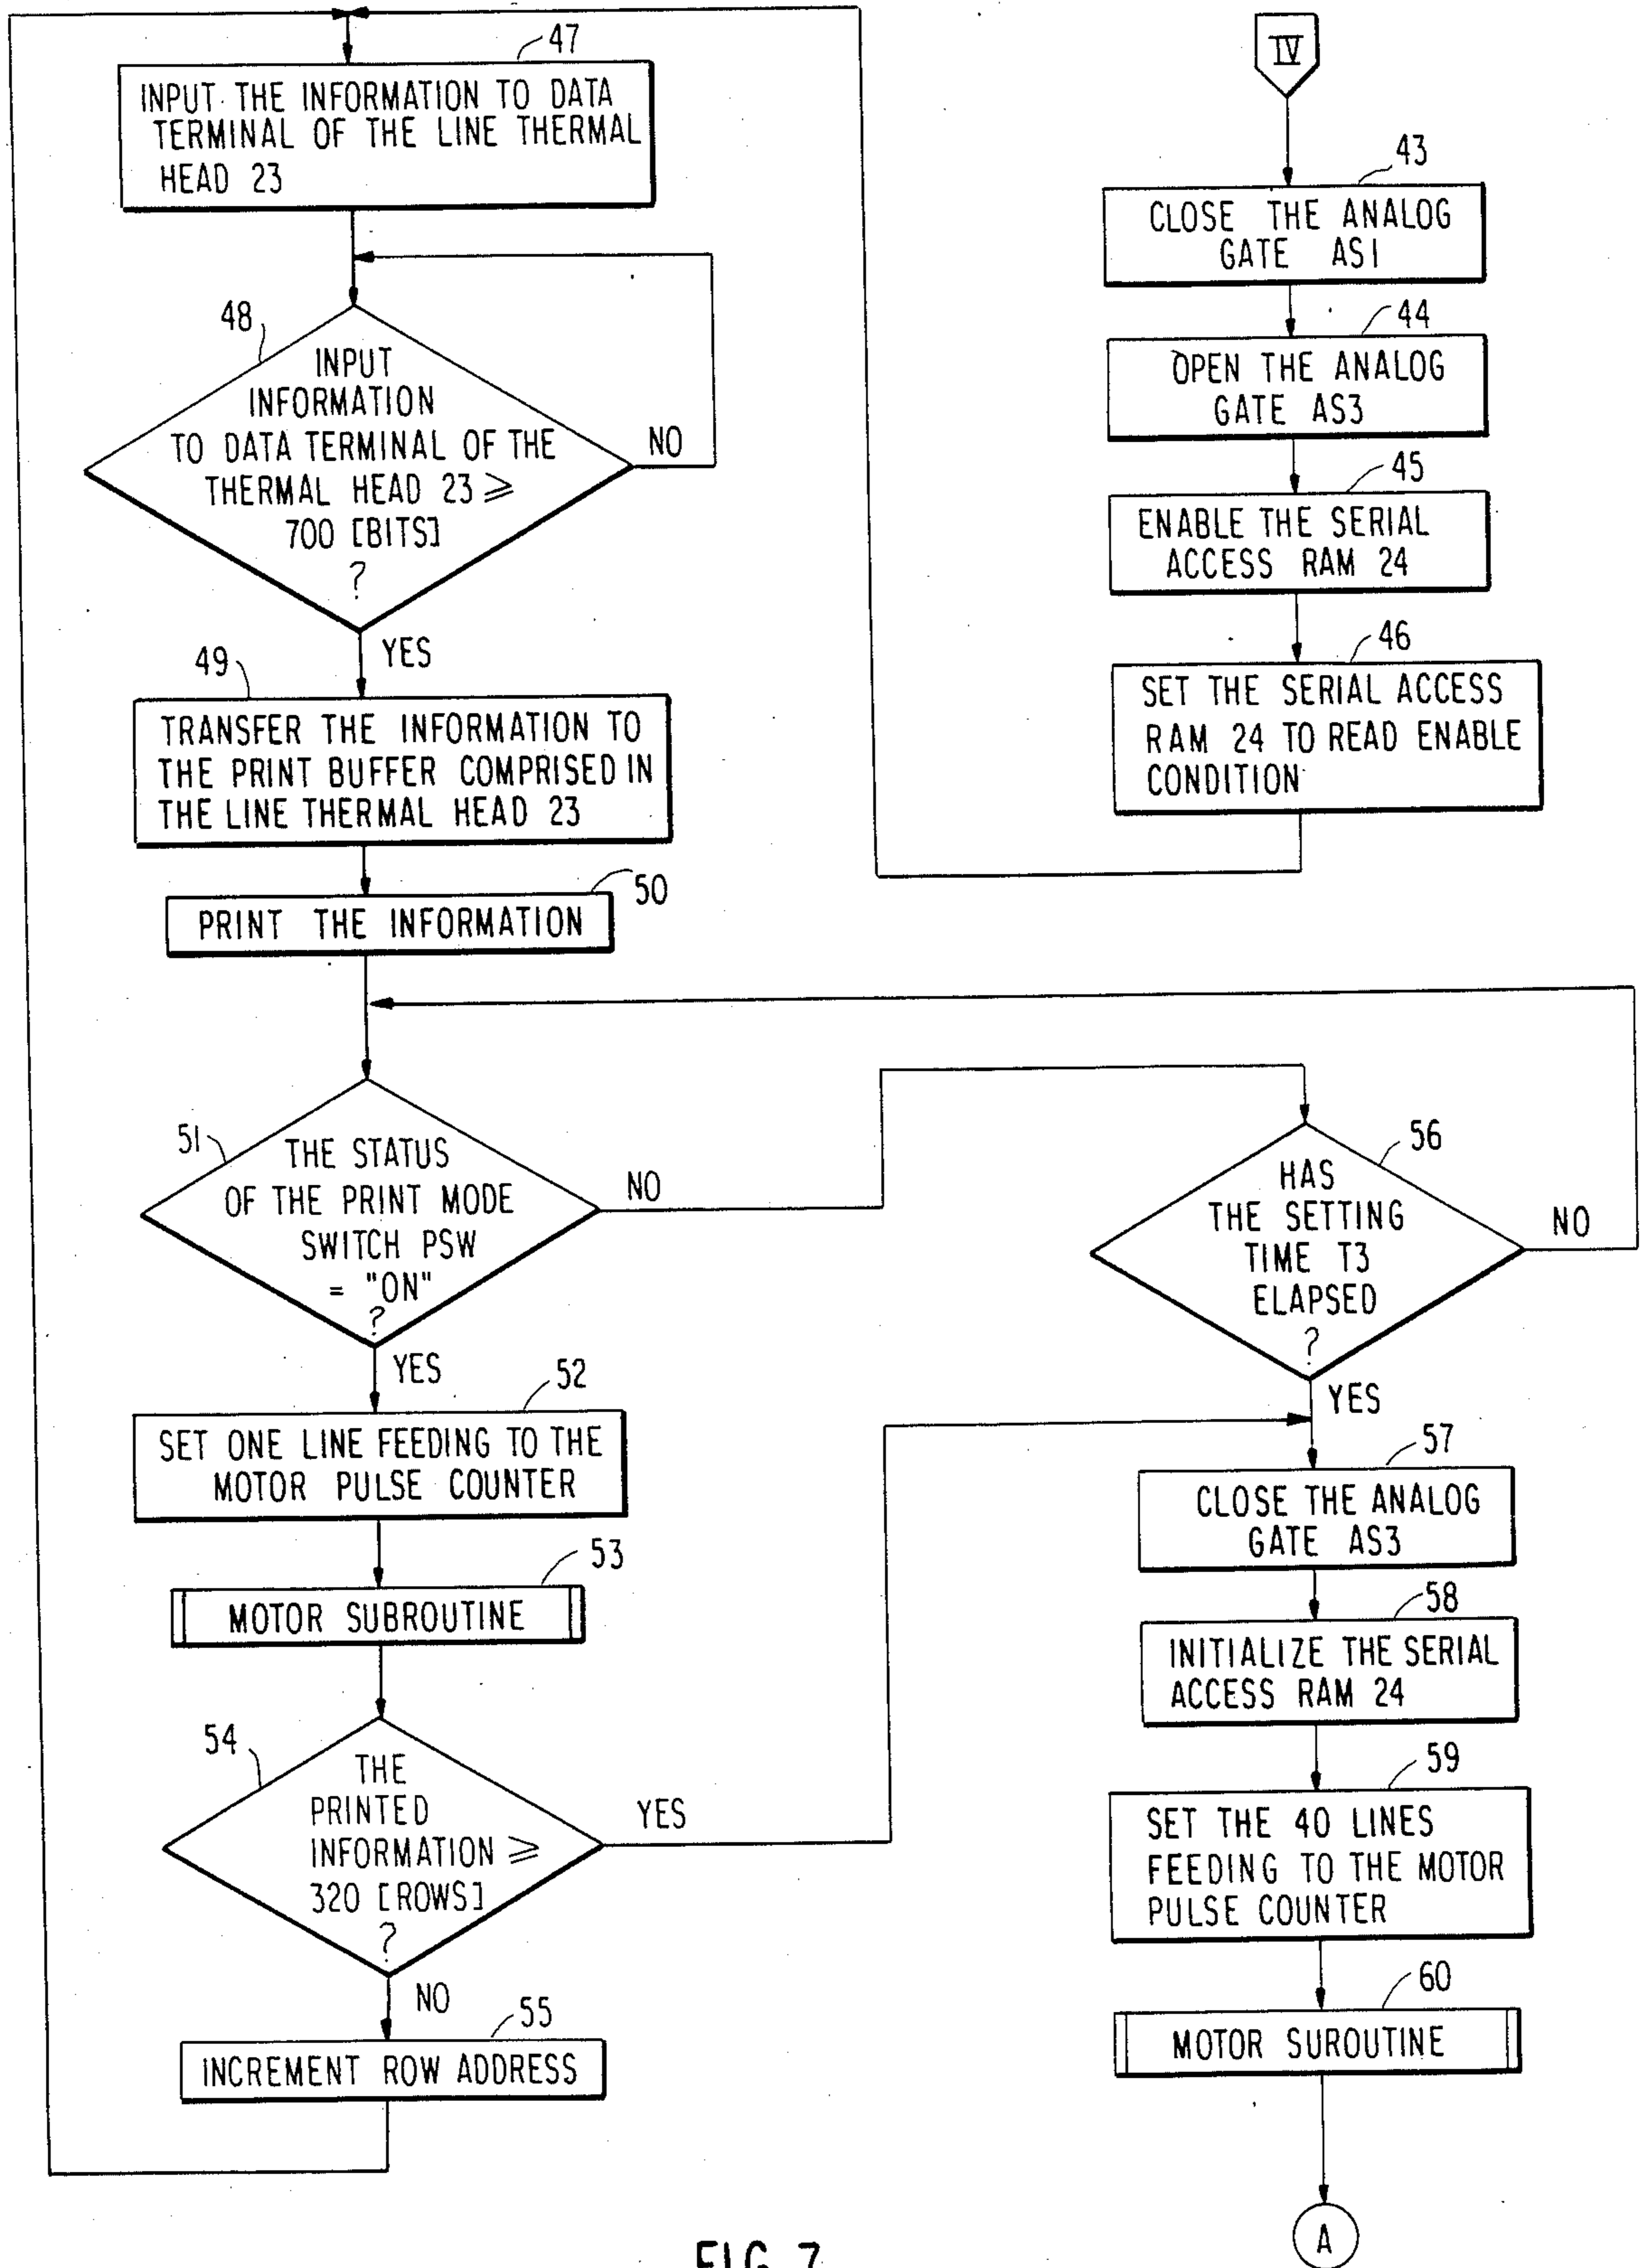 IV
43
CLOSE THE ANALOG
GATE AS1
44
OPEN THE ANALOG
GATE AS3
45
ENABLE THE SERIAL
ACCESS RAM 24
46
SET THE SERIAL ACCESS
RAM 24 TO READ ENABLE
CONDITION
47
INPUT THE INFORMATION TO DATA
TERMINAL OF THE LINE THERMAL
HEAD 23
48
INPUT
INFORMATION
TO DATA TERMINAL OF THE
THERMAL HEAD 23 ≥
700 [BITS]
?
NO
YES
49
TRANSFER THE INFORMATION TO
THE PRINT BUFFER COMPRISED IN
THE LINE THERMAL HEAD 23
50
PRINT THE INFORMATION
51
THE STATUS
OF THE PRINT MODE
SWITCH PSW
= "ON"
?
NO
YES
52
SET ONE LINE FEEDING TO THE
MOTOR PULSE COUNTER
53
MOTOR SUBROUTINE
54
THE
PRINTED
INFORMATION ≥
320 [ROWS]
?
YES
NO
55
INCREMENT ROW ADDRESS
56
HAS
THE SETTING
TIME T3
ELAPSED
?
NO
YES
57
CLOSE THE ANALOG
GATE AS3
58
INITIALIZE THE SERIAL
ACCESS RAM 24
59
SET THE 40 LINES
FEEDING TO THE MOTOR
PULSE COUNTER
60
MOTOR SUROUTINE
A
FIG. 7